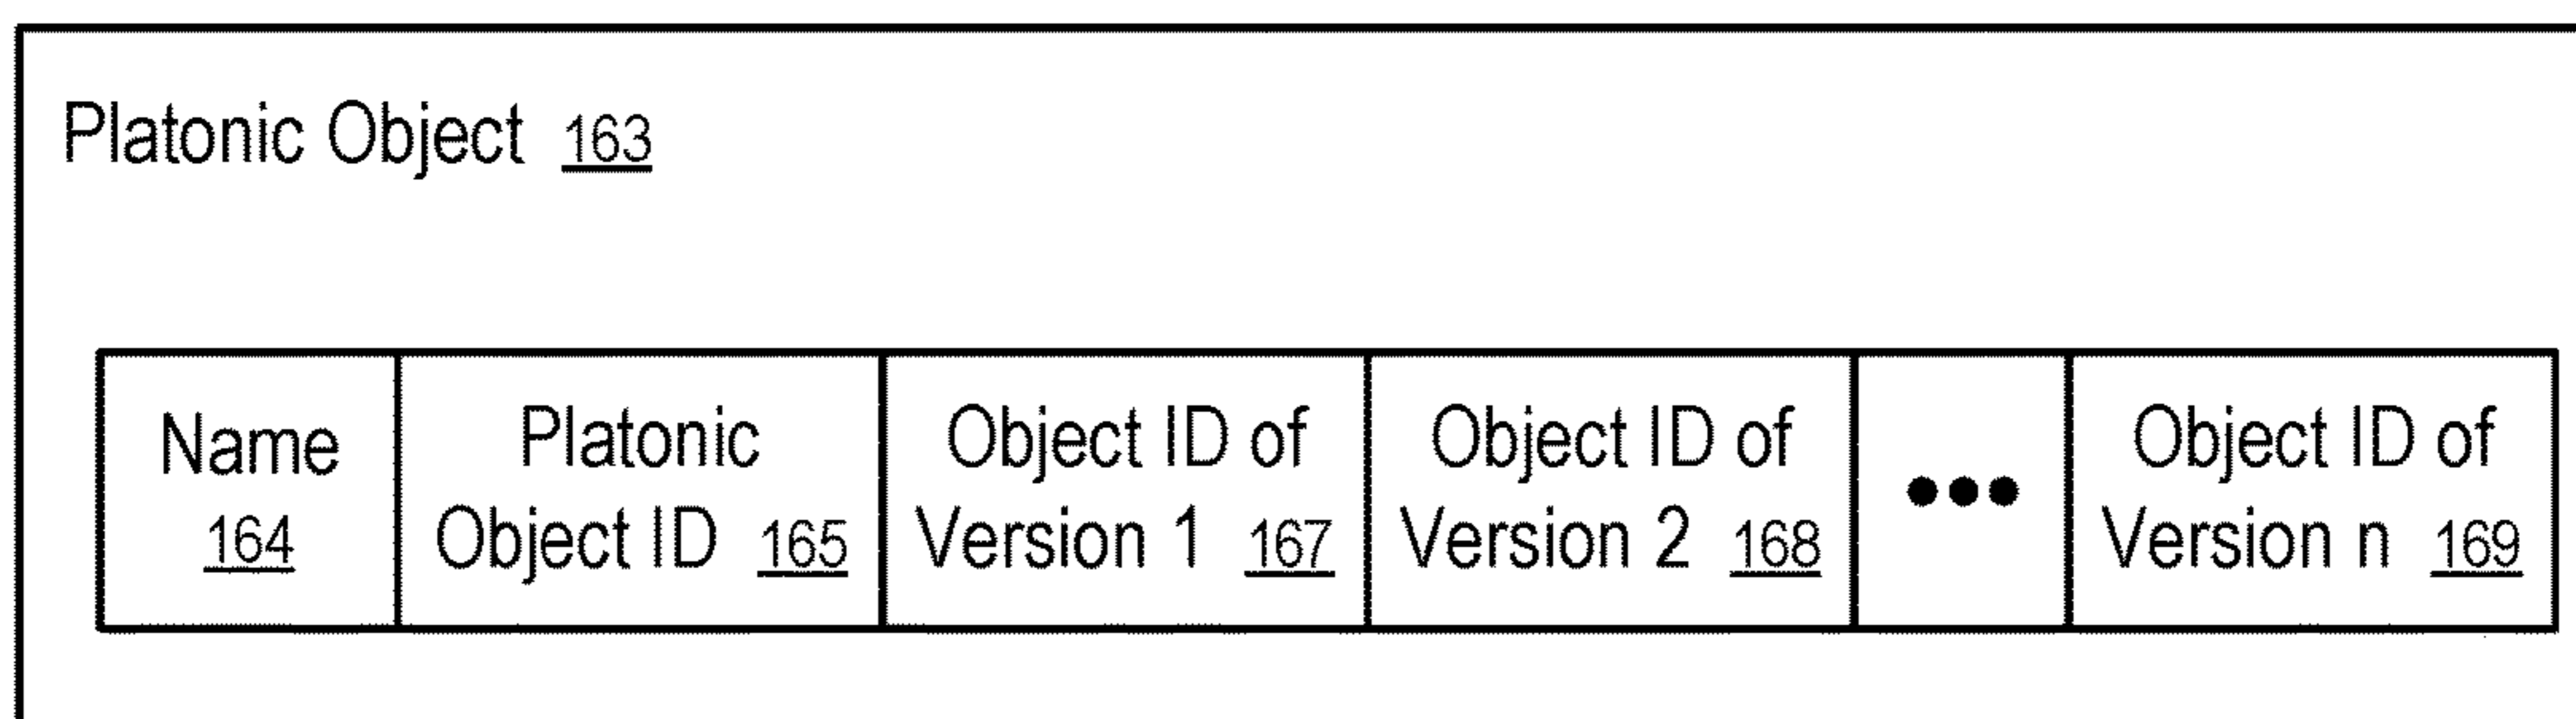 Platonic Object 163
Name
164
Platonic
Object ID 165
Object ID of
Version 1 167
Object ID of
Version 2 168
•••
Object ID of
Version n 169